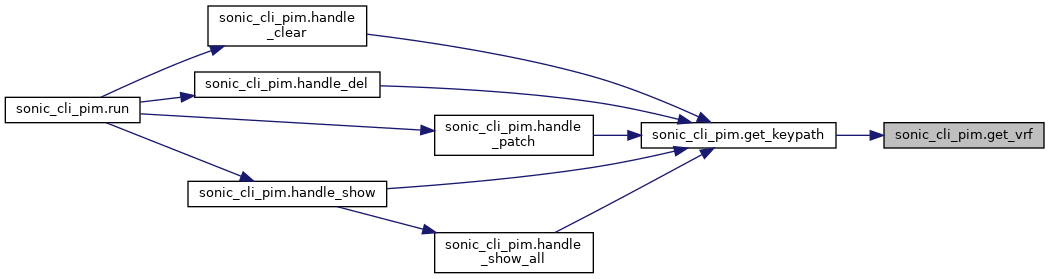 sonic_cli_pim.handle
_clear
sonic_cli_pim.handle_del
sonic_cli_pim.run
sonic_cli_pim.handle
_patch
sonic_cli_pim.get_keypath
sonic_cli_pim.get_vrf
sonic_cli_pim.handle_show
sonic_cli_pim.handle
_show_all